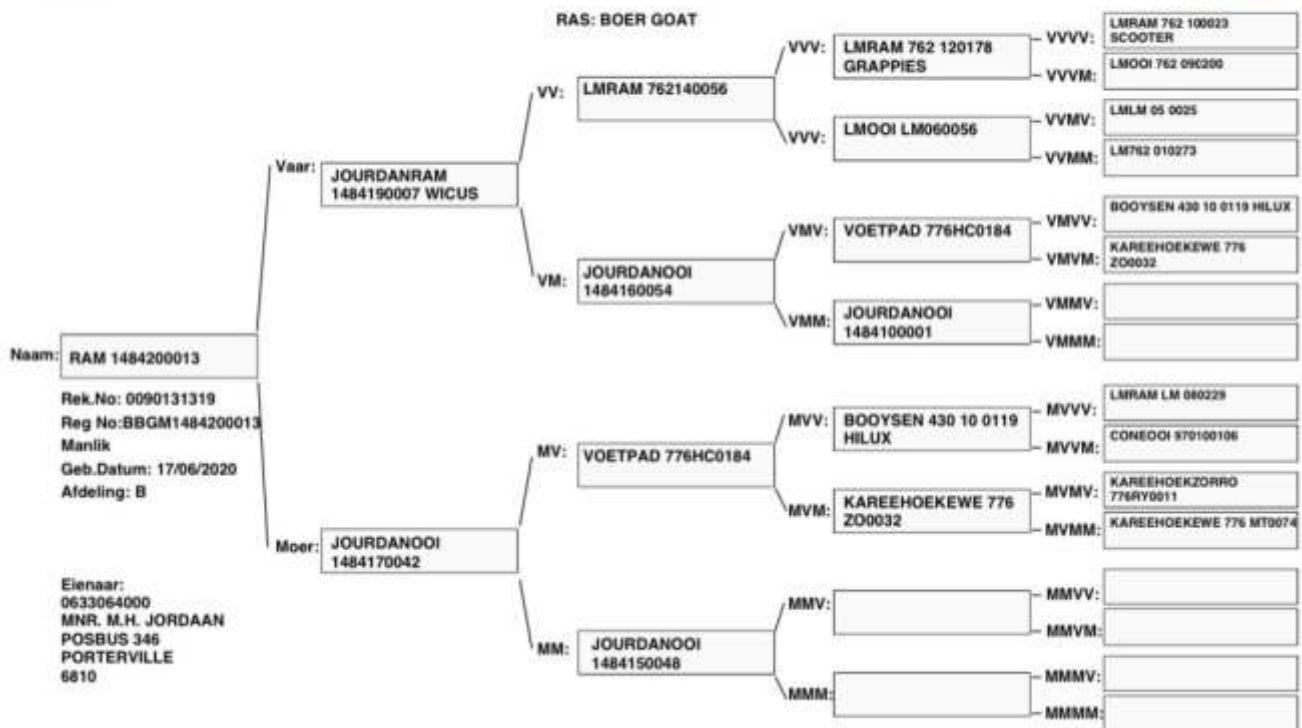 RAS: BOER GOAT
Naam: RAM 1484200013
Rek.No: 0090131319
Reg No:BBGM1484200013
Manlik
Geb.Datum: 17/06/2020
Afdeling: B
Eienaar:
0633064000
MNR. M.H. JORDAAN
POSBUS 346
PORTERVILLE
6810
Vaar: JOURDANRAM
1484190007 WICUS
Moer: JOURDANOOI
1484170042
VV: LMRAM 762140056
VM: JOURDANOOI
1484160054
MV: VOETPAD 776HC0184
MM: JOURDANOOI
1484150048
VVV: LMRAM 762 120178
GRAPPIES
VVV: LMOOI LM060056
VMV: VOETPAD 776HC0184
VMM: JOURDANOOI
1484100001
MVV: BOOYSEN 430 10 0119
HILUX
MVM: KAREEHOEKEWE 776
ZO0032
MMV:
MMM:
VVVV: LMRAM 762 100023
SCOOTER
VVVM: LMOOI 762 090200
VVMV: LMLM 05 0025
VVMM: LM762 010273
VMVV: BOOYSEN 430 10 0119 HILUX
VMVM: KAREEHOEKEWE 776
ZO0032
VMMV:
VMMM:
MVVV: LMRAM LM 080229
MVVM: CONEOOI 970100106
MVMV: KAREEHOEKZORRO
776RY0011
MVMM: KAREEHOEKEWE 776 MT0074
MMVV:
MMVM:
MMMV:
MMMM: